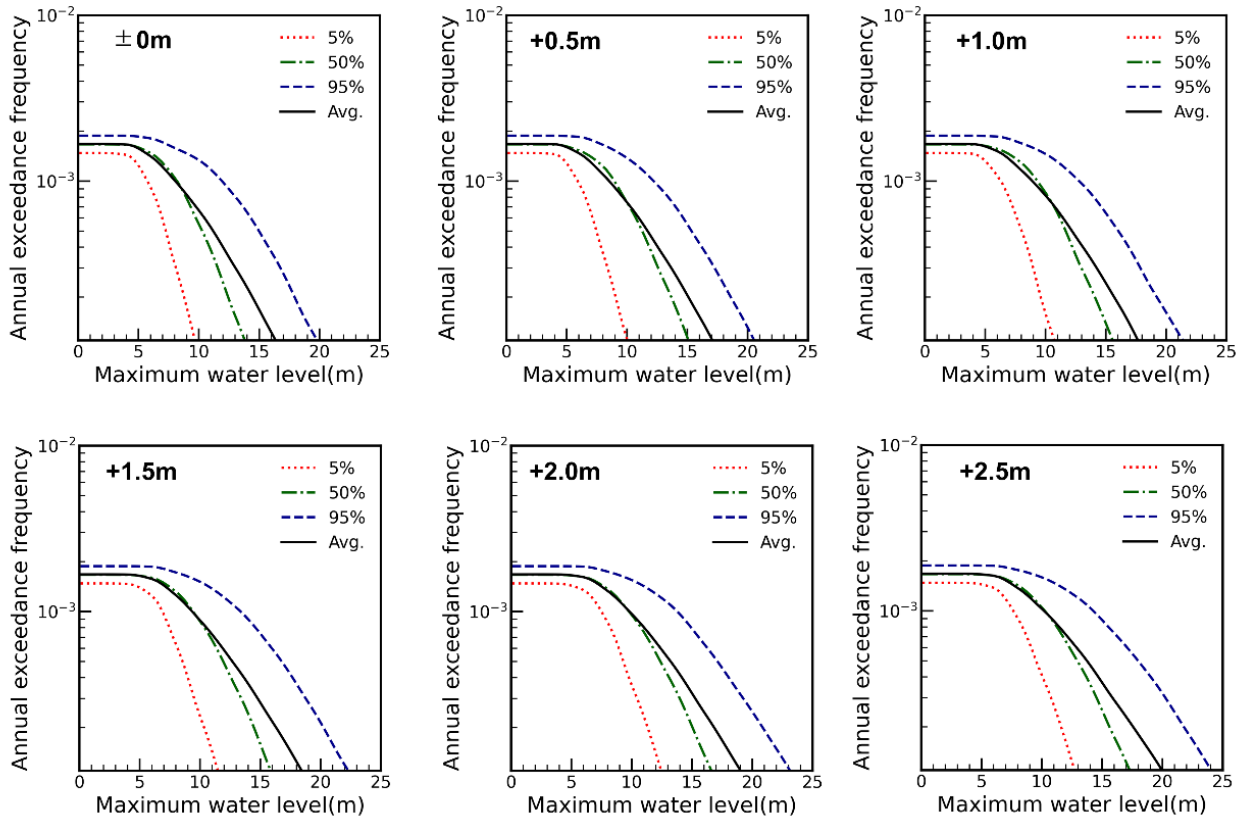 ±0m
5%
50%
95%
Avg.
10⁻²
10⁻³
Annual exceedance frequency
0 5 10 15 20 25
Maximum water level(m)
+0.5m
5%
50%
95%
Avg.
10⁻²
10⁻³
Annual exceedance frequency
0 5 10 15 20 25
Maximum water level(m)
+1.0m
5%
50%
95%
Avg.
10⁻²
10⁻³
Annual exceedance frequency
0 5 10 15 20 25
Maximum water level(m)
+1.5m
5%
50%
95%
Avg.
10⁻²
10⁻³
Annual exceedance frequency
0 5 10 15 20 25
Maximum water level(m)
+2.0m
5%
50%
95%
Avg.
10⁻²
10⁻³
Annual exceedance frequency
0 5 10 15 20 25
Maximum water level(m)
+2.5m
5%
50%
95%
Avg.
10⁻²
10⁻³
Annual exceedance frequency
0 5 10 15 20 25
Maximum water level(m)